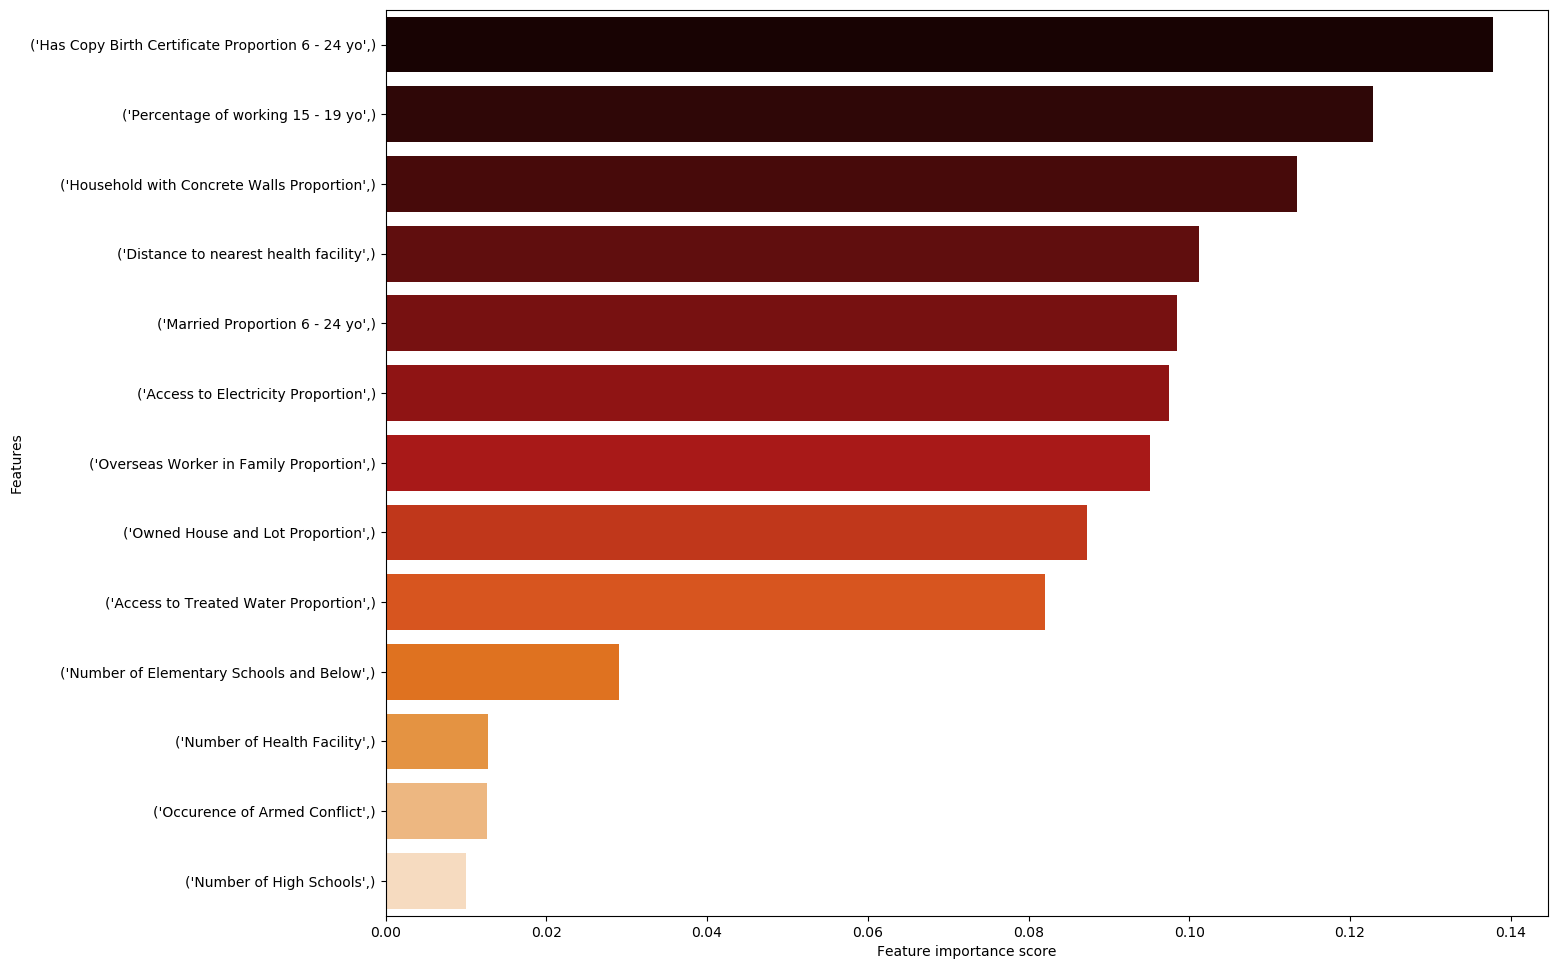 ('Has Copy Birth Certificate Proportion 6 - 24 yo',)
('Percentage of working 15 - 19 yo',)
('Household with Concrete Walls Proportion',)
('Distance to nearest health facility',)
('Married Proportion 6 - 24 yo',)
('Access to Electricity Proportion',)
('Overseas Worker in Family Proportion',)
('Owned House and Lot Proportion',)
('Access to Treated Water Proportion',)
('Number of Elementary Schools and Below',)
('Number of Health Facility',)
('Occurence of Armed Conflict',)
('Number of High Schools',)
Features
0.00 0.02 0.04 0.06 0.08 0.10 0.12 0.14
Feature importance score